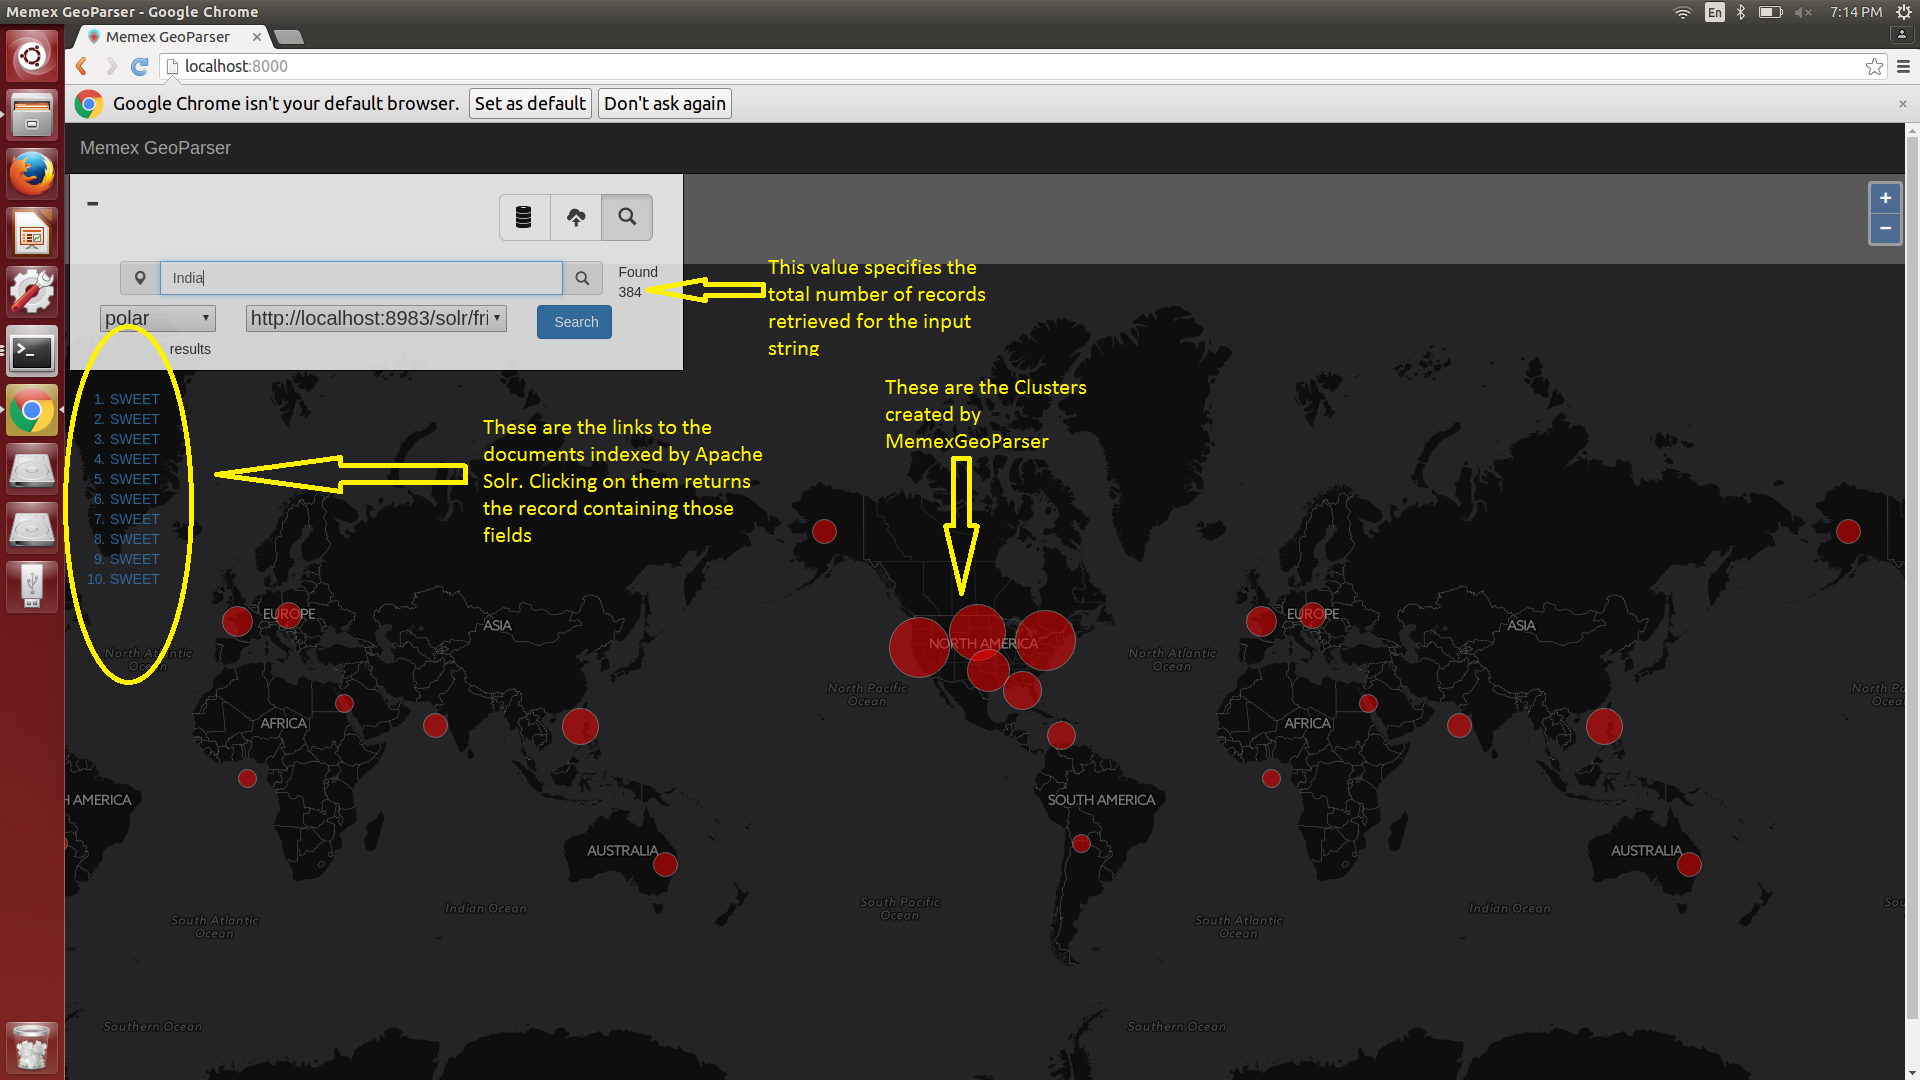 Memex GeoParser - Google Chrome
En
7:14 PM
Memex GeoParser
localhost:8000
Google Chrome isn't your default browser.
Set as default
Don't ask again
Memex GeoParser
India
Found
384
polar
http://localhost:8983/solr/fri
Search
results
This value specifies the
total number of records
retrieved for the input
string
1. SWEET
2. SWEET
3. SWEET
4. SWEET
5. SWEET
6. SWEET
7. SWEET
8. SWEET
9. SWEET
10. SWEET
These are the links to the
documents indexed by Apache
Solr. Clicking on them returns
the record containing those
fields
These are the Clusters
created by
MemexGeoParser
EUROPE
ASIA
NORTH AMERICA
EUROPE
ASIA
North Atlantic
Ocean
North Pacific
Ocean
North Atlantic
Ocean
North Pa
Ocea
AFRICA
AFRICA
H AMERICA
SOUTH AMERICA
AUSTRALIA
AUSTRALIA
South Atlantic
Ocean
Indian Ocean
South Pacific
Ocean
South Atlantic
Ocean
Indian Ocean
Sou
Southern Ocean
Southern Ocean